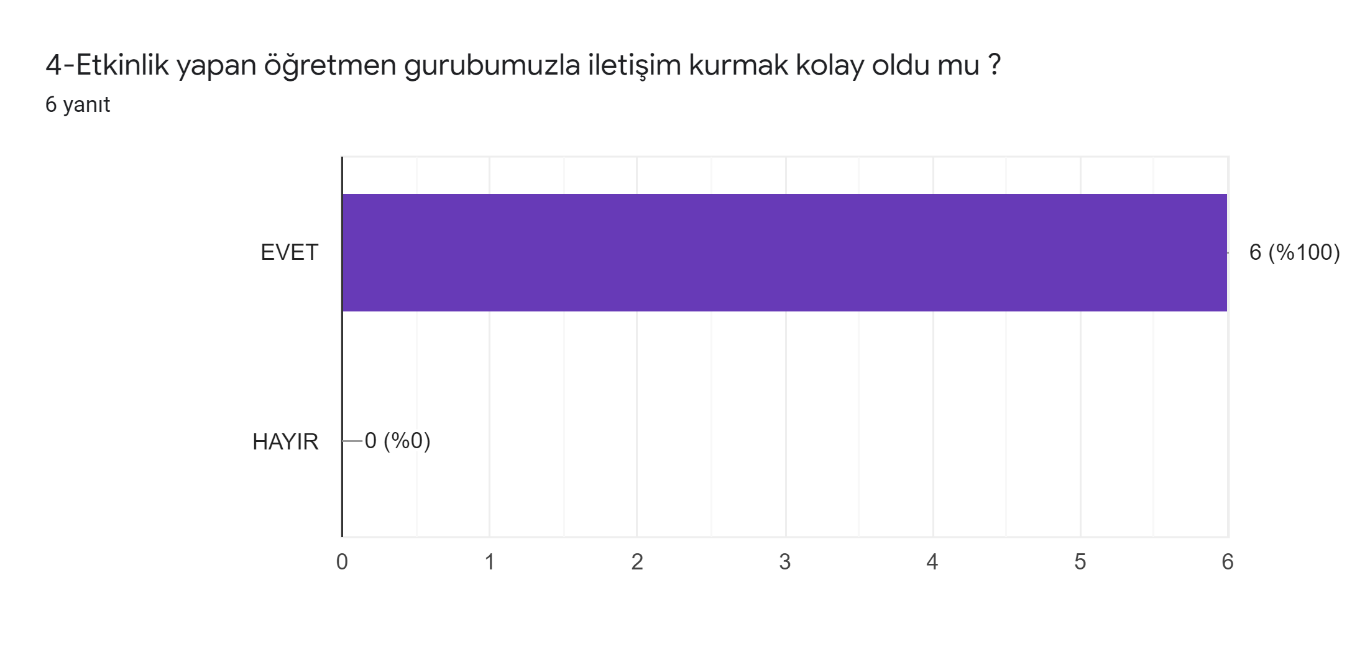 4-Etkinlik yapan öğretmen gurubumuzla iletişim kurmak kolay oldu mu ?
6 yanıt
EVET
6 (%100)
HAYIR
0 (%0)
0 1 2 3 4 5 6